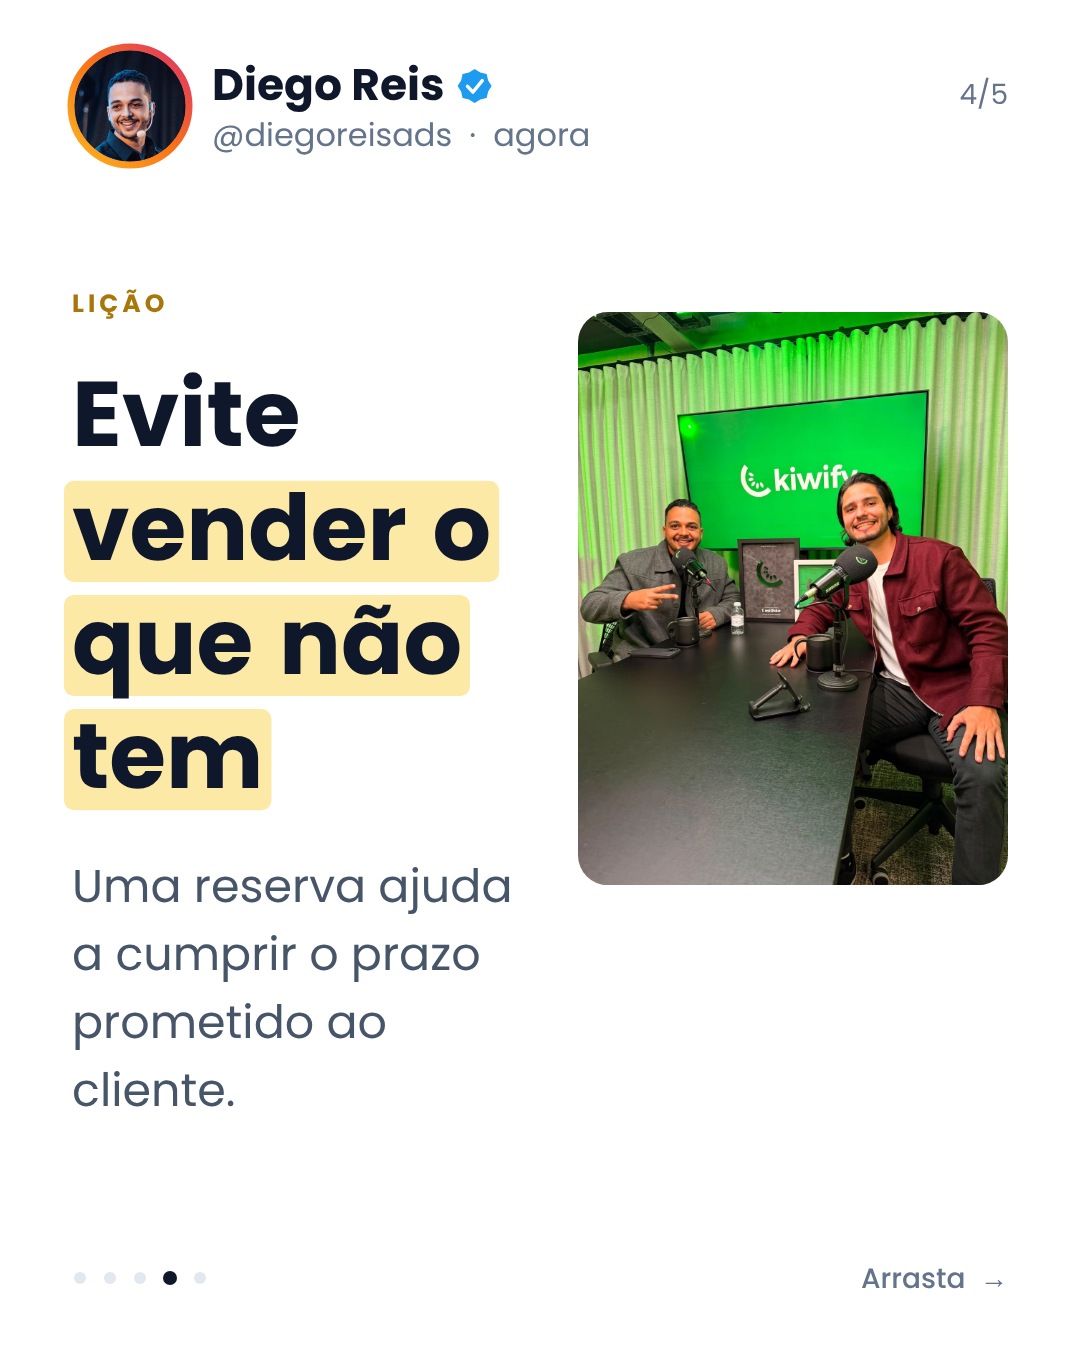 Diego Reis
@diegoreisads · agora
4/5
LIÇÃO
Evite
vender o
que não
tem
Uma reserva ajuda
a cumprir o prazo
prometido ao
cliente.
kiwify
Arrasta →